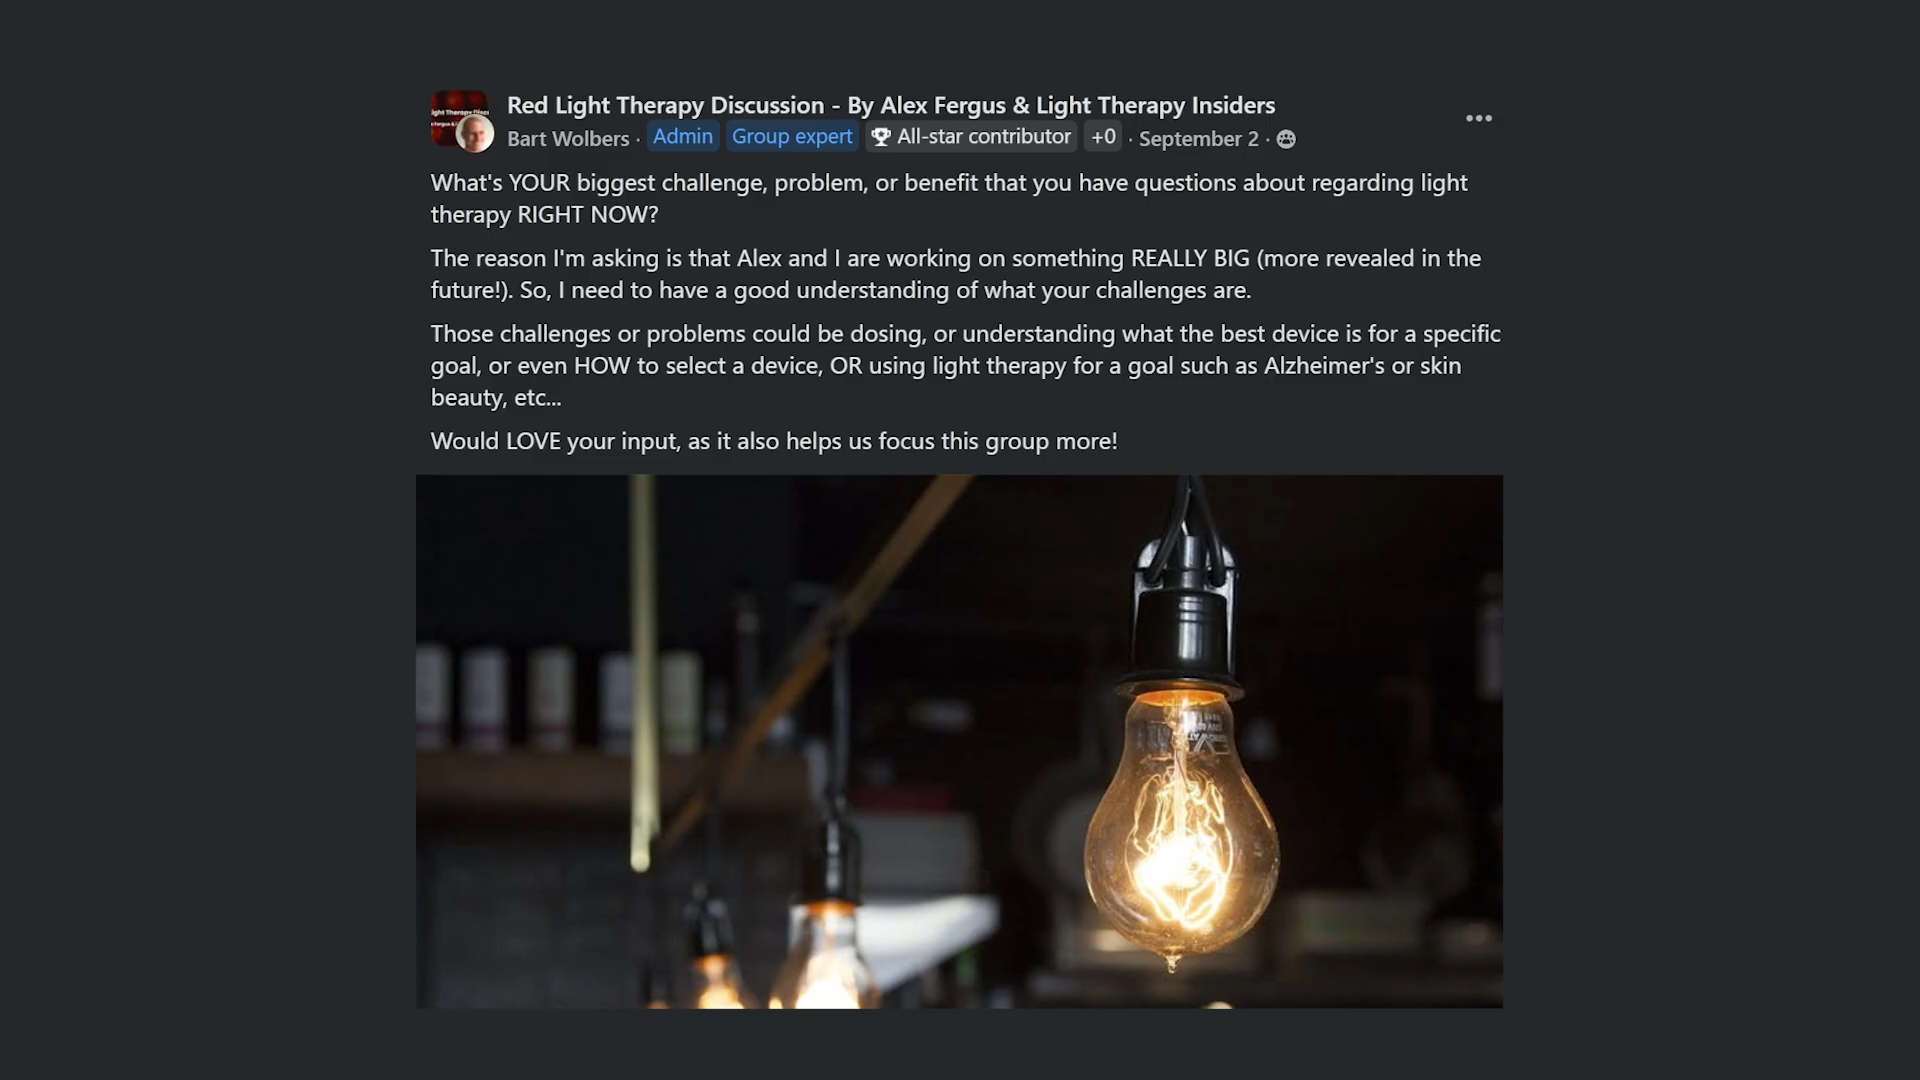 Red Light Therapy Discussion - By Alex Fergus & Light Therapy Insiders
Bart Wolbers · Admin Group expert All-star contributor +0 · September 2 ·
What's YOUR biggest challenge, problem, or benefit that you have questions about regarding light
therapy RIGHT NOW?
The reason I'm asking is that Alex and I are working on something REALLY BIG (more revealed in the
future!). So, I need to have a good understanding of what your challenges are.
Those challenges or problems could be dosing, or understanding what the best device is for a specific
goal, or even HOW to select a device, OR using light therapy for a goal such as Alzheimer's or skin
beauty, etc...
Would LOVE your input, as it also helps us focus this group more!